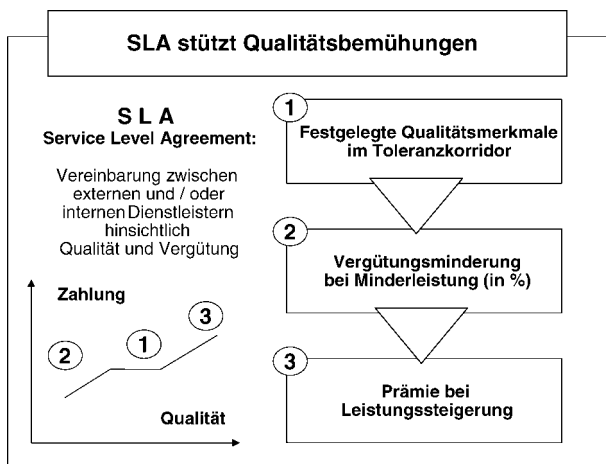 SLA stützt Qualitätsbemühungen
S L A
Service Level Agreement:
Vereinbarung zwischen
externen und / oder
internen Dienstleistern
hinsichtlich
Qualität und Vergütung
Zahlung
2
1
3
Qualität
1
Festgelegte Qualitätsmerkmale
im Toleranzkorridor
2
Vergütungsminderung
bei Minderleistung (in %)
3
Prämie bei
Leistungssteigerung